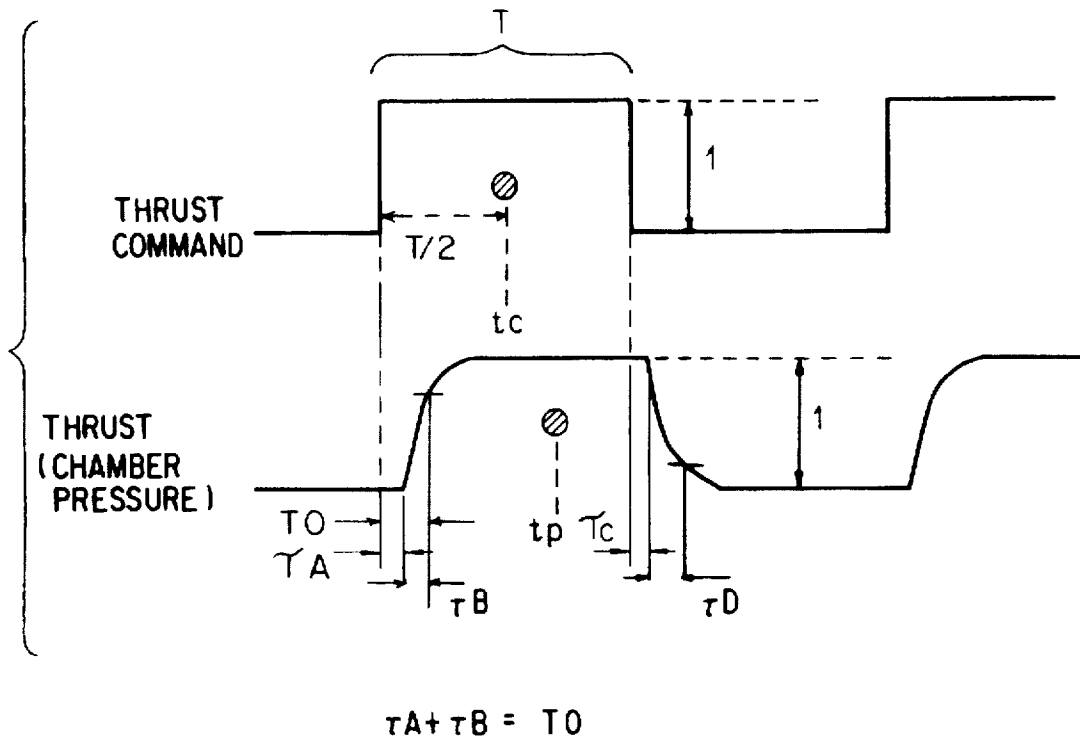 T
1
THRUST
COMMAND
T/2
tc
THRUST
(CHAMBER
PRESSURE)
1
TO
tp
τC
τA
τB
τD
τA+τB = TO